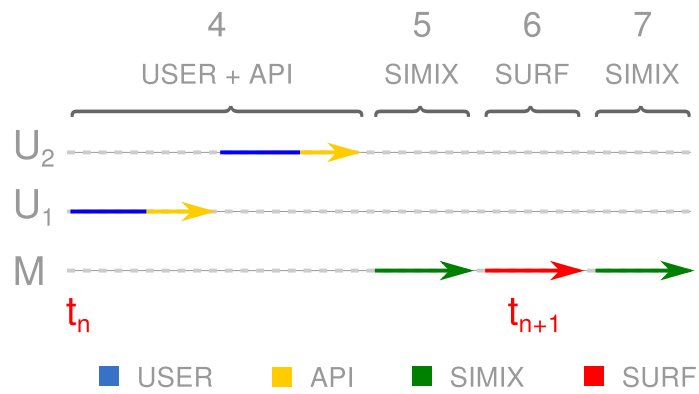 4 5 6 7
USER + API SIMIX SURF SIMIX
U2
U1
M
tn tn+1
USER API SIMIX SURF